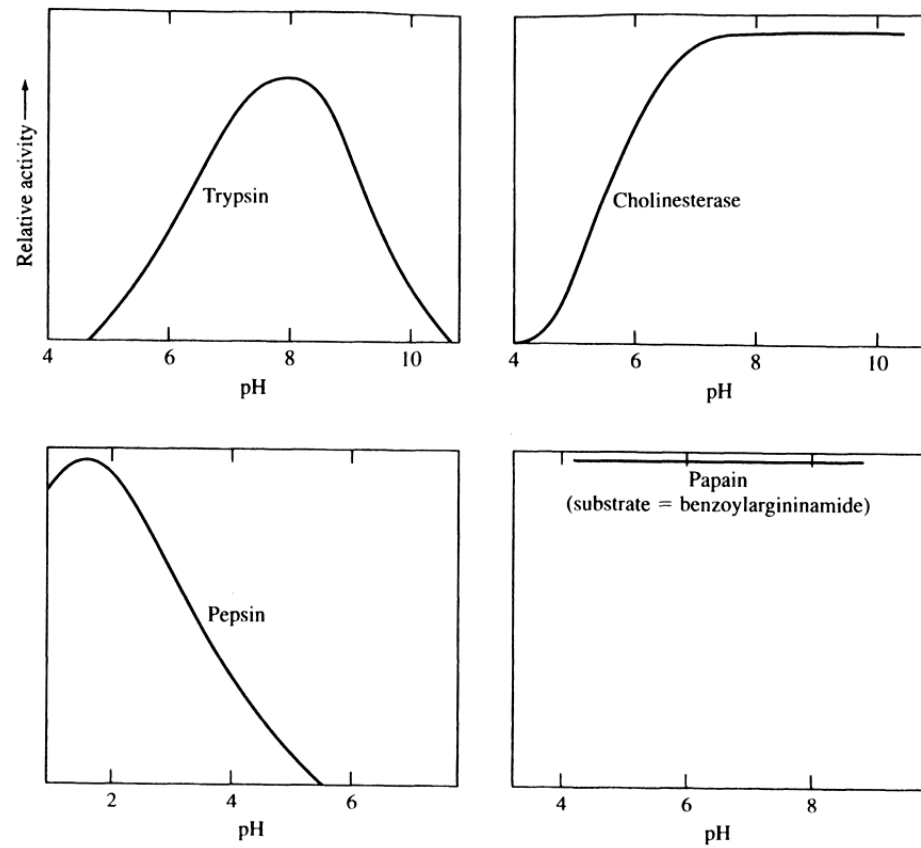 Relative activity
Trypsin
4 6 8 10
pH
Cholinesterase
4 6 8 10
pH
Pepsin
2 4 6
pH
Papain
(substrate = benzoylargininamide)
4 6 8
pH